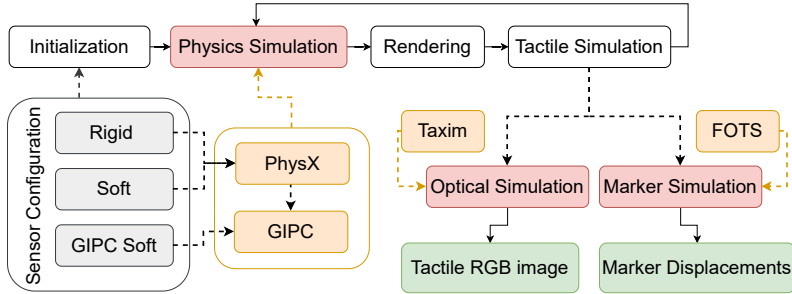 Initialization
Physics Simulation
Rendering
Tactile Simulation
Sensor Configuration
Rigid
Soft
GIPC Soft
PhysX
GIPC
Taxim
FOTS
Optical Simulation
Marker Simulation
Tactile RGB image
Marker Displacements